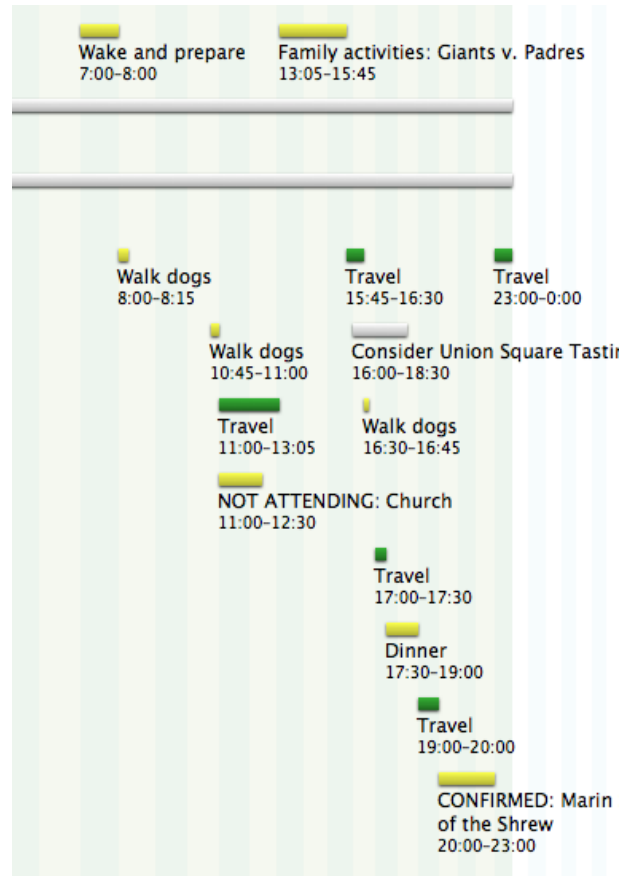 Wake and prepare
7:00–8:00
Family activities: Giants v. Padres
13:05–15:45
Walk dogs
8:00–8:15
Travel
15:45–16:30
Travel
23:00–0:00
Walk dogs
10:45–11:00
Consider Union Square Tastin
16:00–18:30
Travel
11:00–13:05
Walk dogs
16:30–16:45
NOT ATTENDING: Church
11:00–12:30
Travel
17:00–17:30
Dinner
17:30–19:00
Travel
19:00–20:00
CONFIRMED: Marin
of the Shrew
20:00–23:00